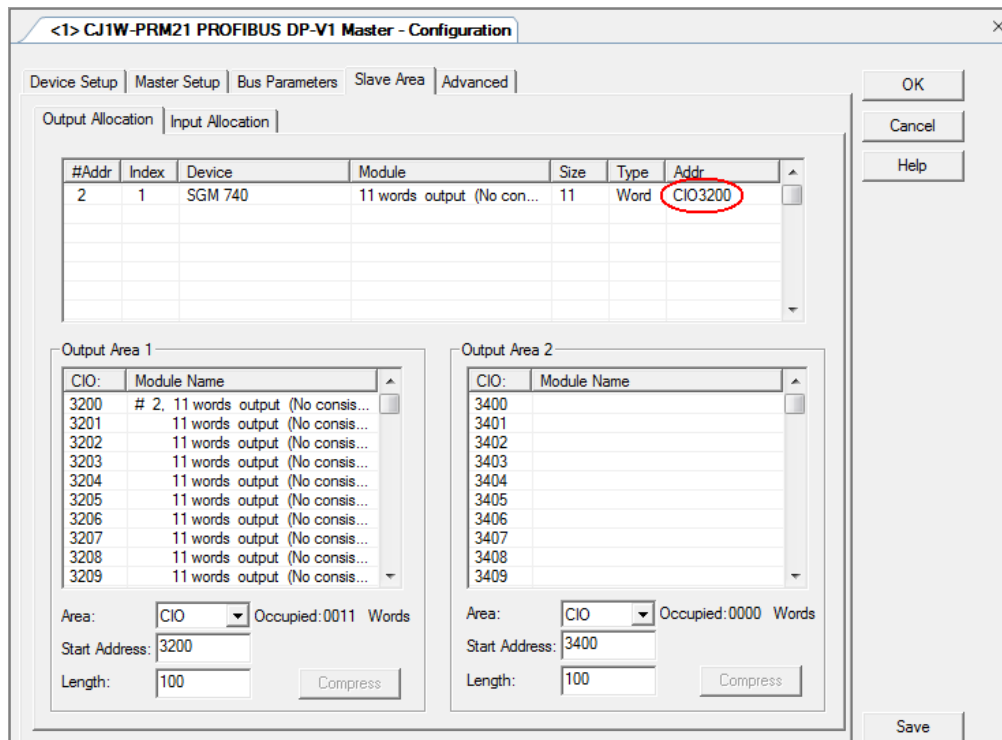 <1> CJ1W-PRM21 PROFIBUS DP-V1 Master - Configuration
Device Setup Master Setup Bus Parameters Slave Area Advanced
OK
Cancel
Help
Output Allocation Input Allocation
#Addr Index Device Module Size Type Addr
2 1 SGM 740 11 words output (No con... 11 Word CIO3200
Output Area 1
CIO: Module Name
3200 # 2, 11 words output (No consis...
3201 11 words output (No consis...
3202 11 words output (No consis...
3203 11 words output (No consis...
3204 11 words output (No consis...
3205 11 words output (No consis...
3206 11 words output (No consis...
3207 11 words output (No consis...
3208 11 words output (No consis...
3209 11 words output (No consis...
Area: CIO Occupied:0011 Words
Start Address: 3200
Length: 100 Compress
Output Area 2
CIO: Module Name
3400
3401
3402
3403
3404
3405
3406
3407
3408
3409
Area: CIO Occupied:0000 Words
Start Address: 3400
Length: 100 Compress
Save